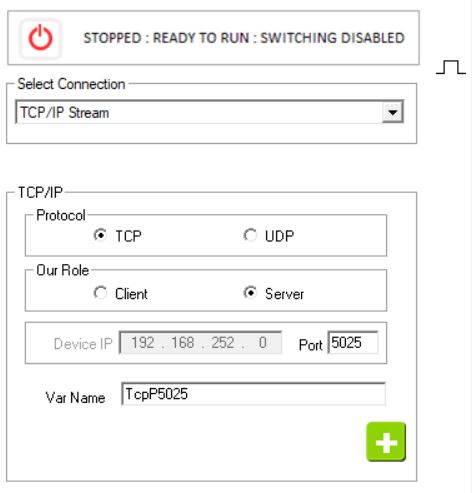 STOPPED : READY TO RUN : SWITCHING DISABLED
Select Connection
TCP/IP Stream
TCP/IP
Protocol
TCP UDP
Our Role
Client Server
Device IP 192 . 168 . 252 . 0 Port 5025
Var Name TcpP5025